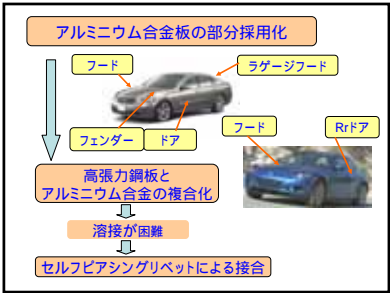 アルミニウム合金板の部分採用化
フード
ラゲージフード
フェンダー
ドア
フード
Rrドア
高張力鋼板と
アルミニウム合金の複合化
溶接が困難
セルフピアシングリベットによる接合